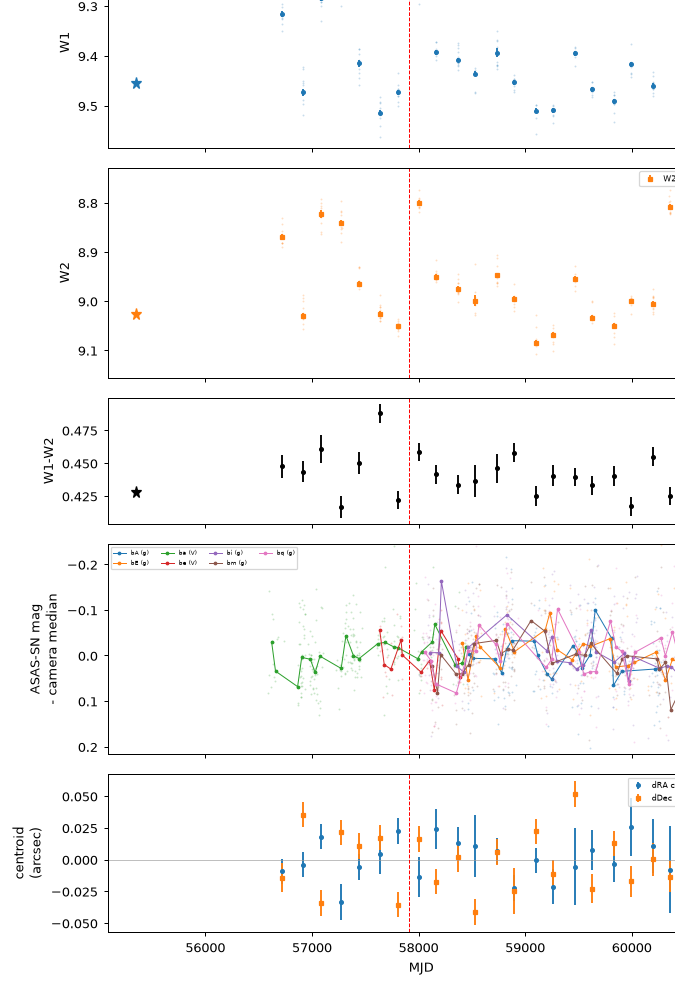 9.3
9.4
9.5
W1
8.8
8.9
9.0
9.1
W2
W2
0.475
0.450
0.425
W1-W2
−0.2
−0.1
0.0
0.1
0.2
ASAS-SN mag
- camera median
bA (g)
bE (g)
ba (V)
be (V)
bi (g)
bm (g)
bq (g)
0.050
0.025
0.000
−0.025
−0.050
centroid
(arcsec)
dRA c
dDec
56000 57000 58000 59000 60000
MJD